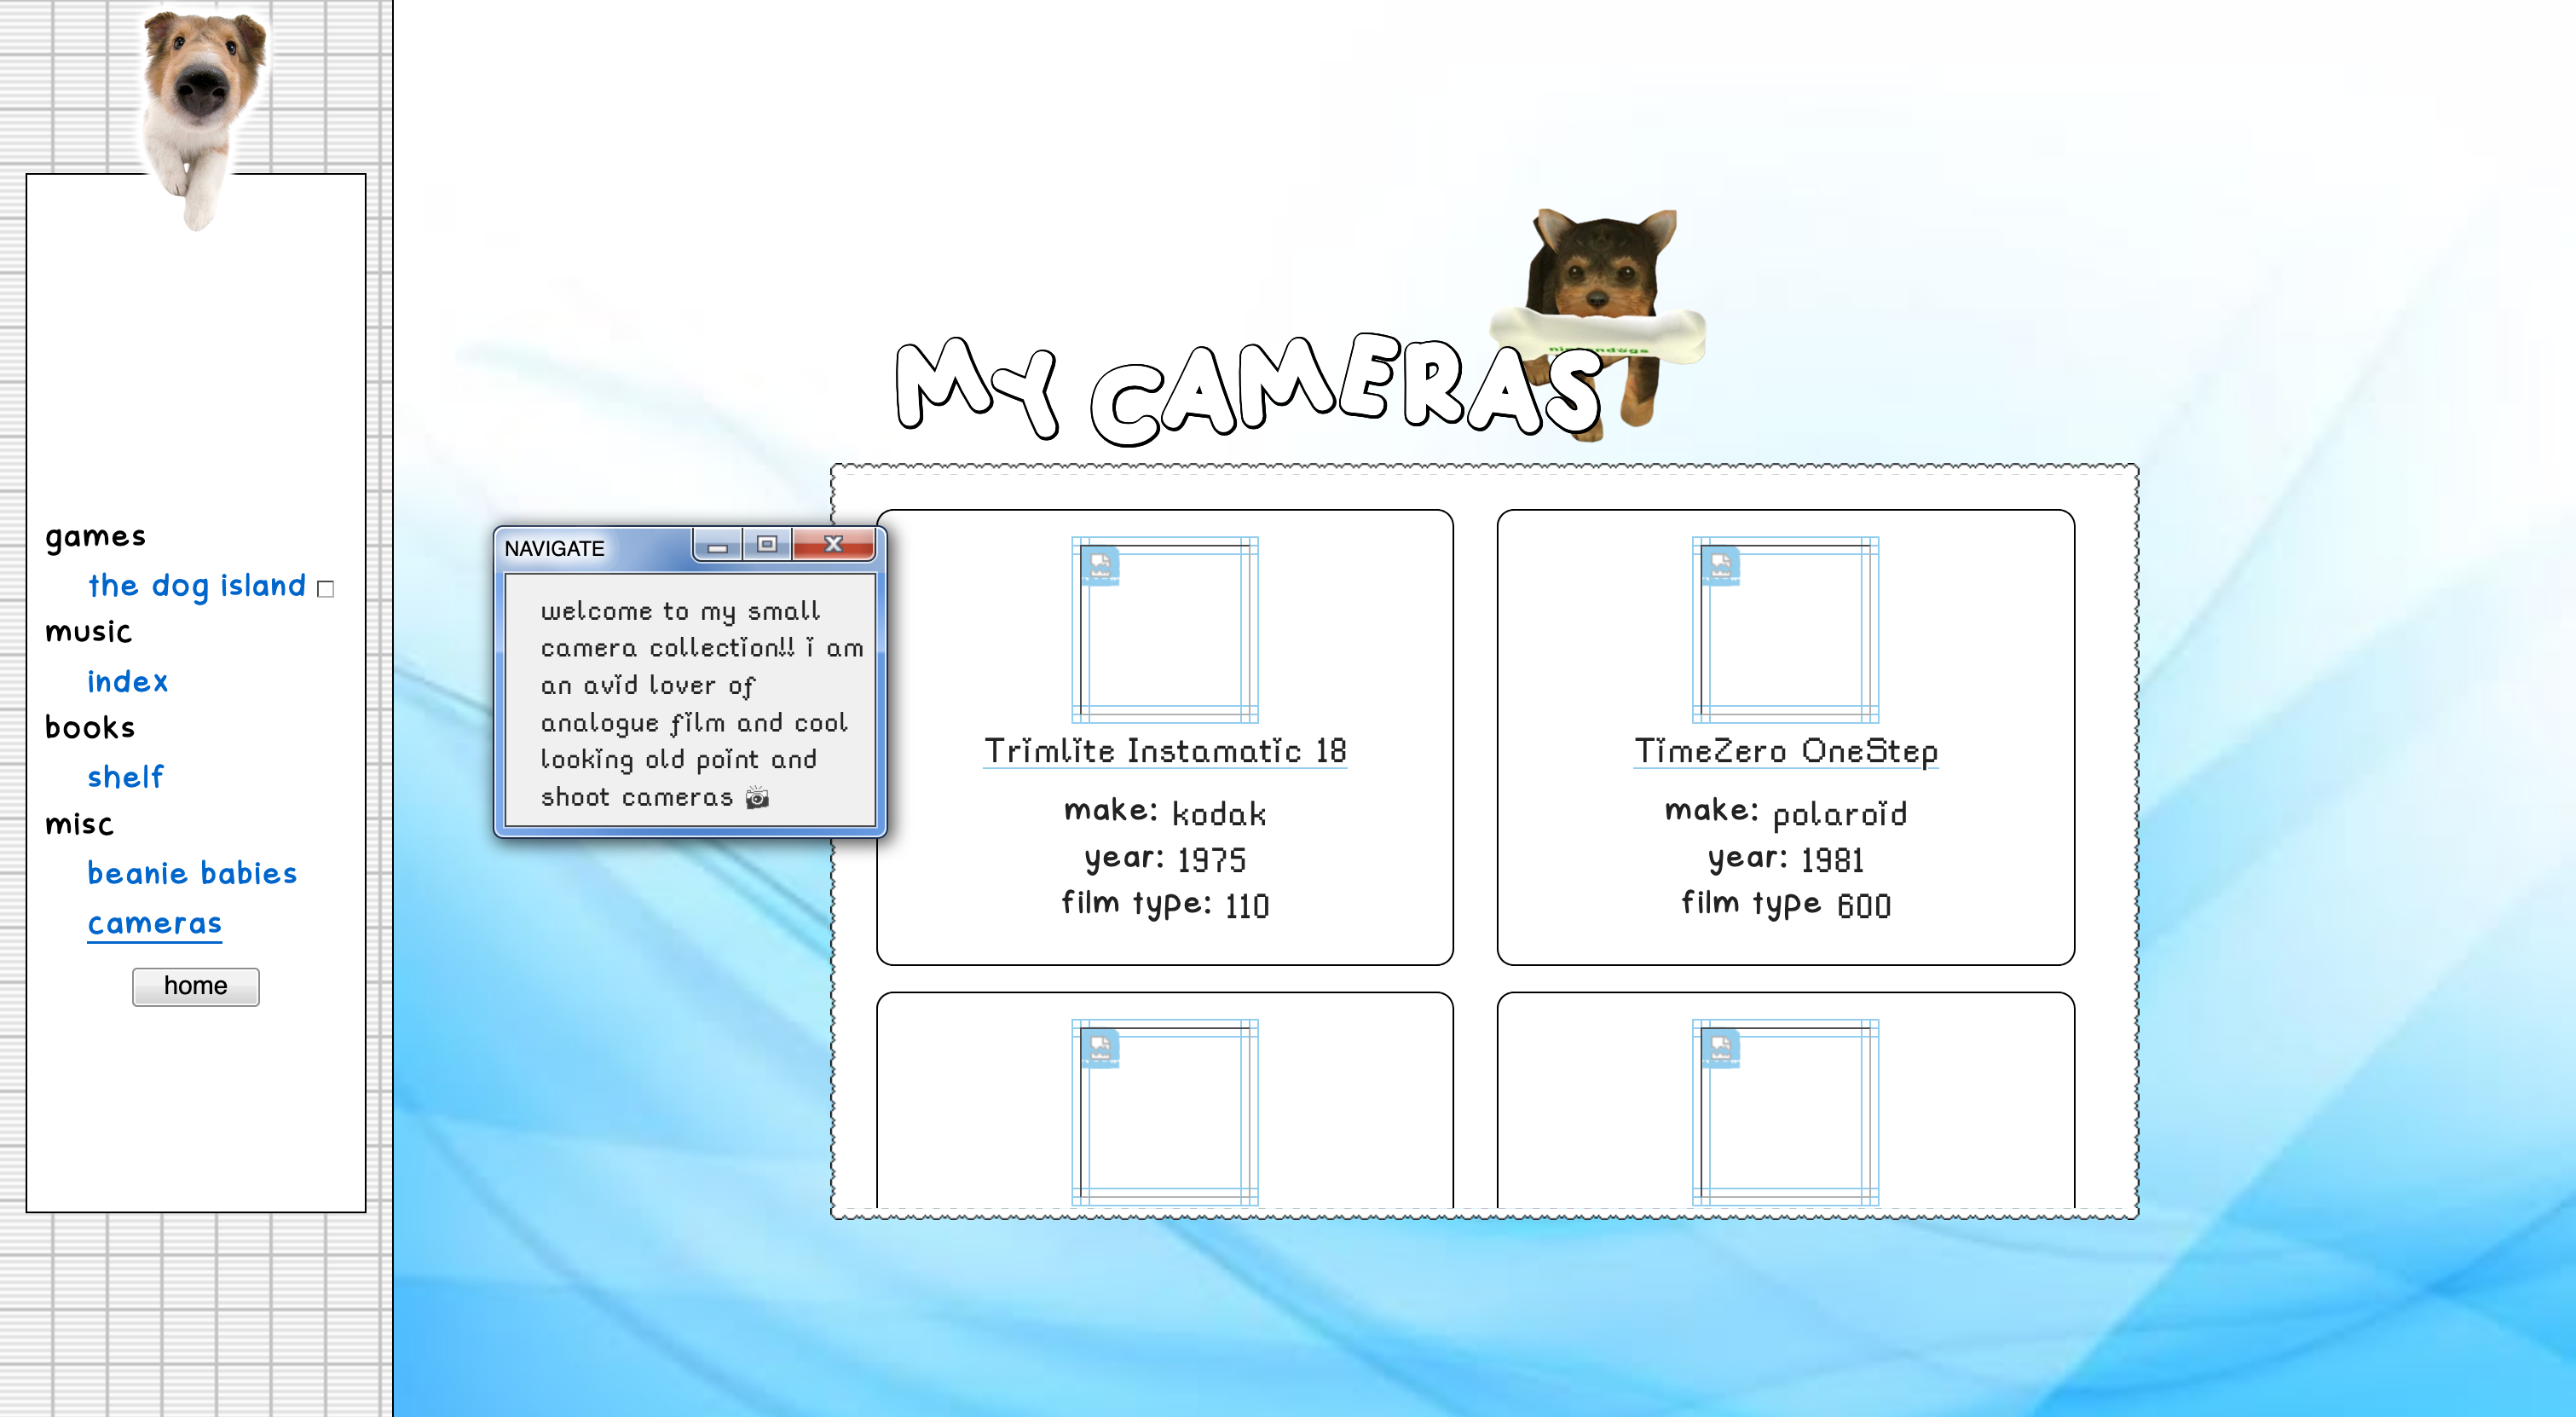 games
the dog island
music
index
books
shelf
misc
beanie babies
cameras
home
nintendogs
MY CAMERAS
NAVIGATE
welcome to my small
camera collection!! i am
an avid lover of
analogue film and cool
looking old point and
shoot cameras 📷
Trimlite Instamatic 18
make: kodak
year: 1975
film type: 110
TimeZero OneStep
make: polaroid
year: 1981
film type 600